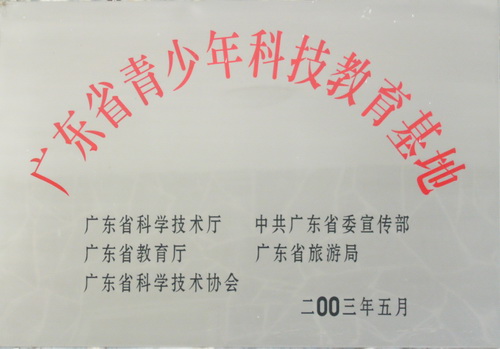 广东省青少年科技教育基地
广东省科学技术厅 中共广东省委宣传部
广东省教育厅 广东省旅游局
广东省科学技术协会
二00三年五月